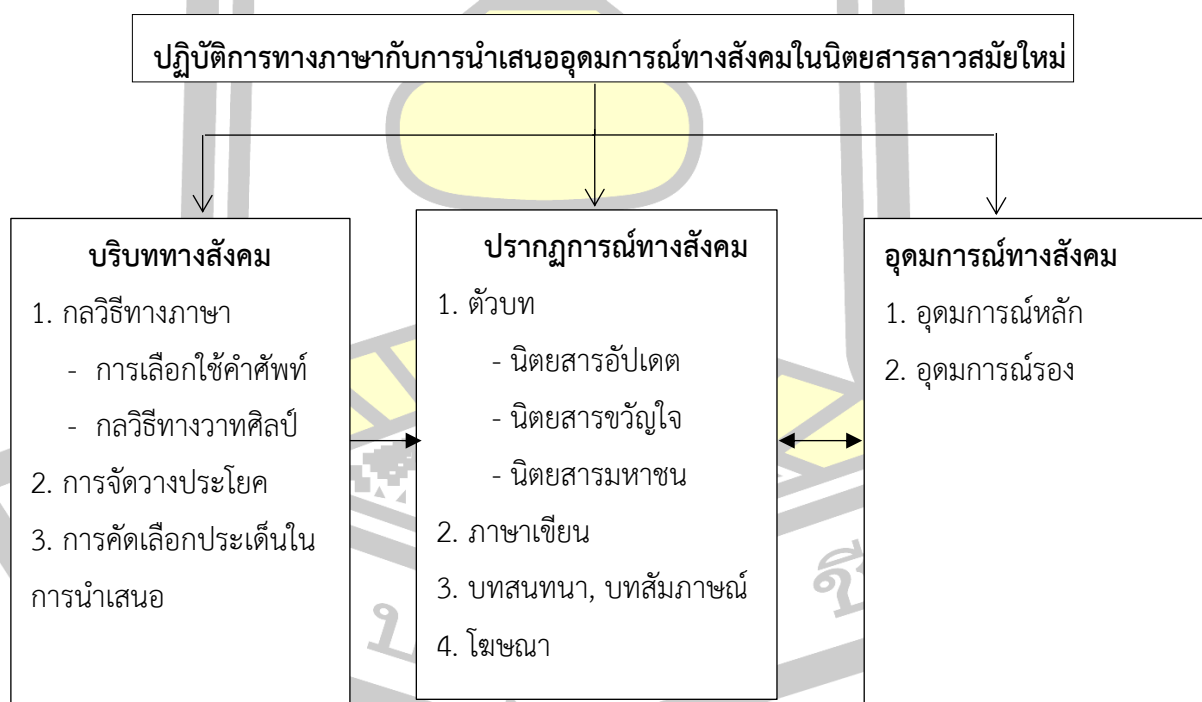 ปฏิบัติการทางภาษากับการนำเสนออุดมการณ์ทางสังคมในนิตยสารลาวสมัยใหม่
บริบททางสังคม
1. กลวิธีทางภาษา
- การเลือกใช้คำศัพท์
- กลวิธีทางวาทศิลป์
2. การจัดวางประโยค
3. การคัดเลือกประเด็นใน
การนำเสนอ
ปรากฏการณ์ทางสังคม
1. ตัวบท
- นิตยสารอัปเดต
- นิตยสารขวัญใจ
- นิตยสารมหาชน
2. ภาษาเขียน
3. บทสนทนา, บทสัมภาษณ์
4. โฆษณา
อุดมการณ์ทางสังคม
1. อุดมการณ์หลัก
2. อุดมการณ์รอง